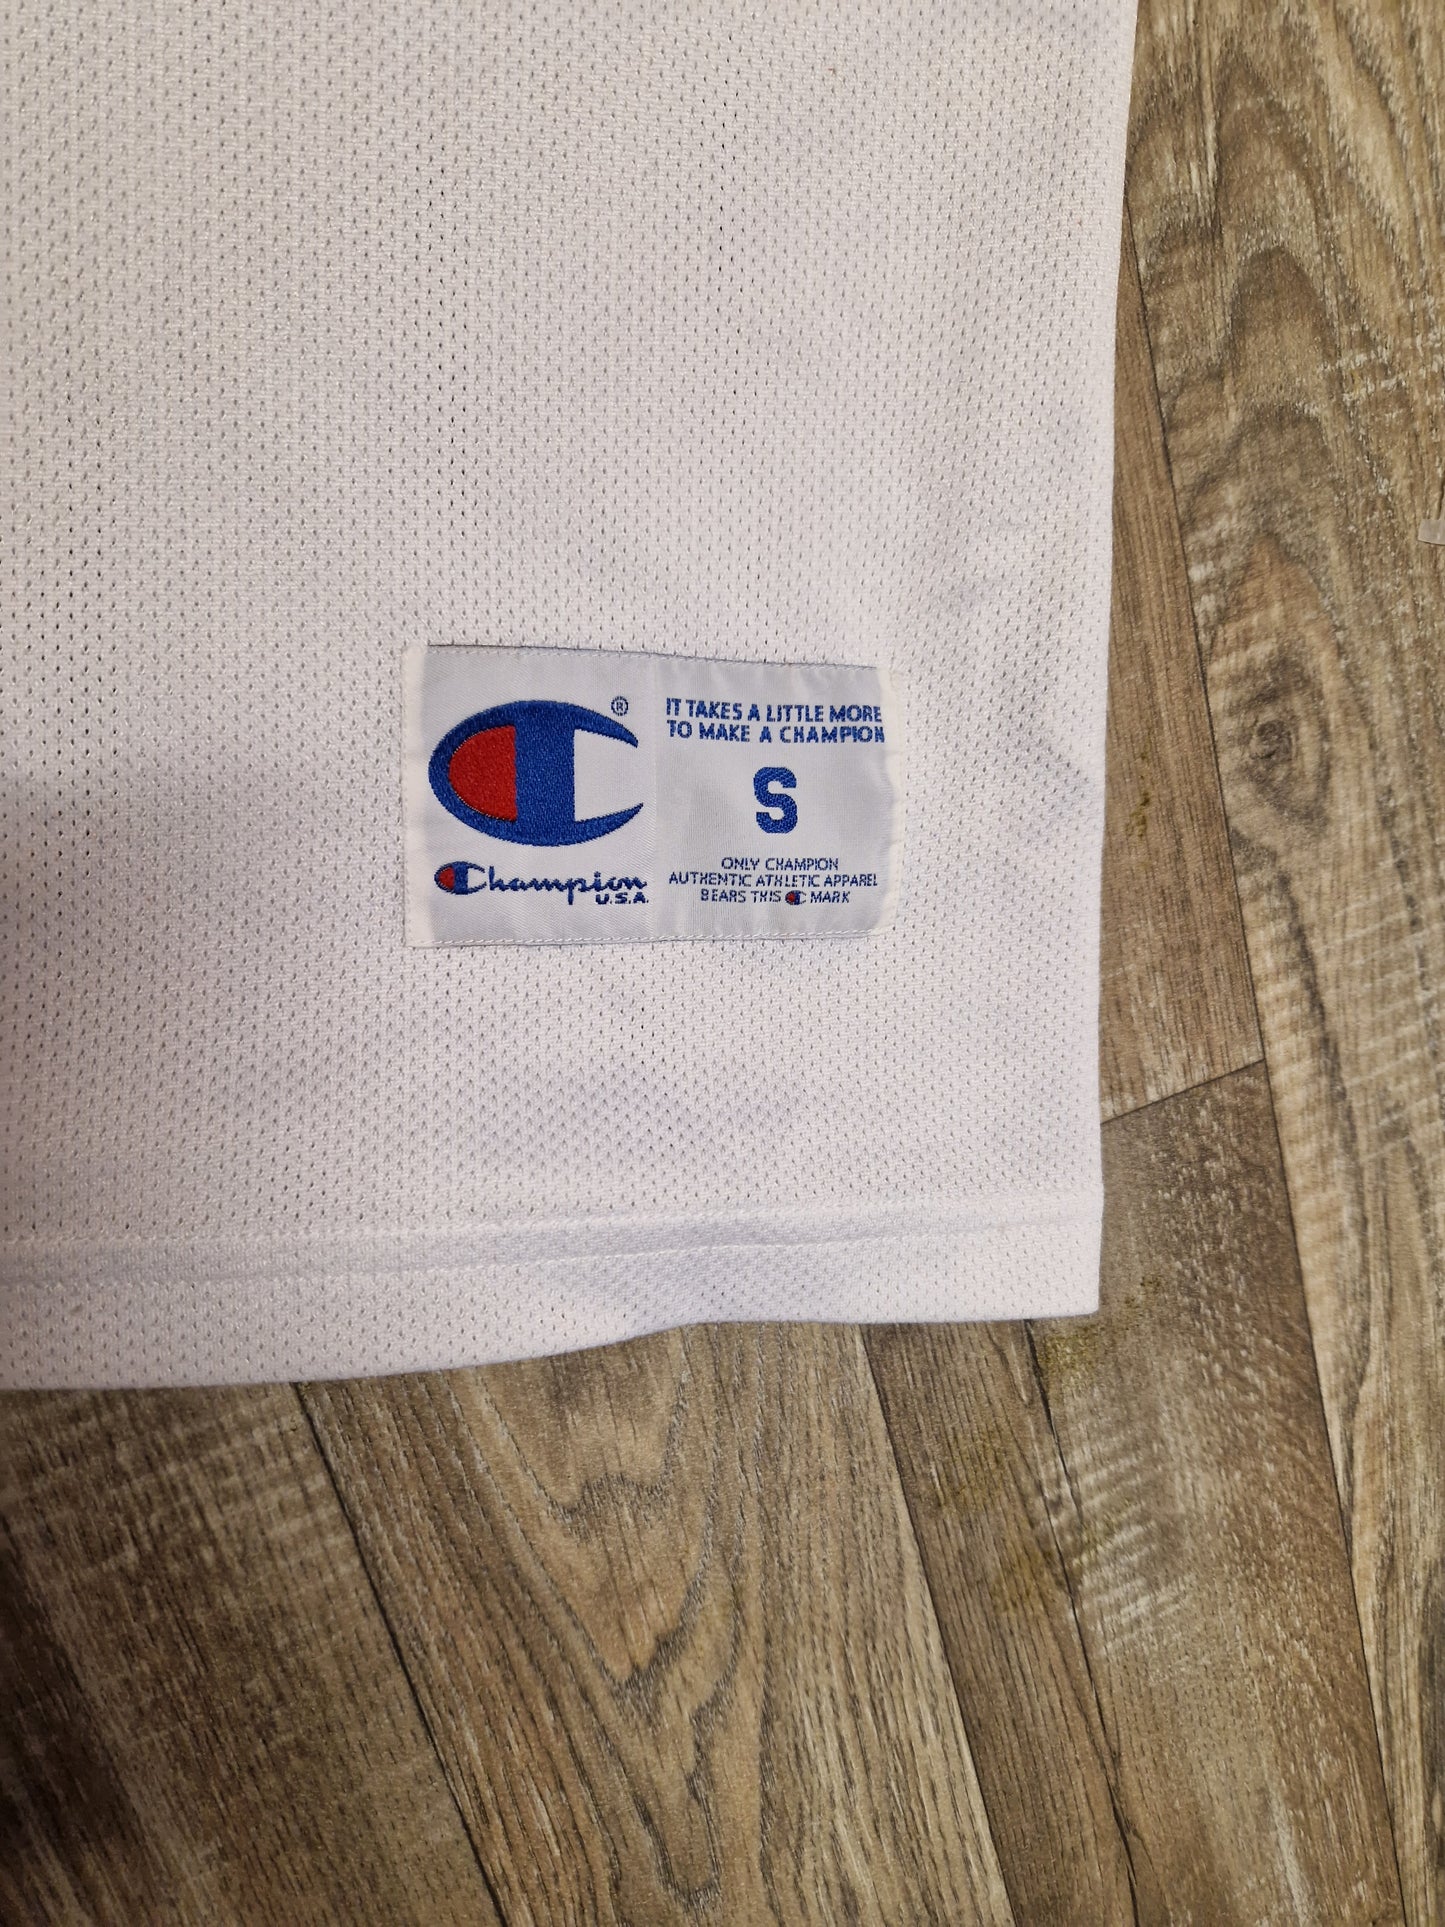 ®
Champion
U.S.A.
IT TAKES A LITTLE MORE
TO MAKE A CHAMPION
S
ONLY CHAMPION
AUTHENTIC ATHLETIC APPAREL
BEARS THIS C MARK